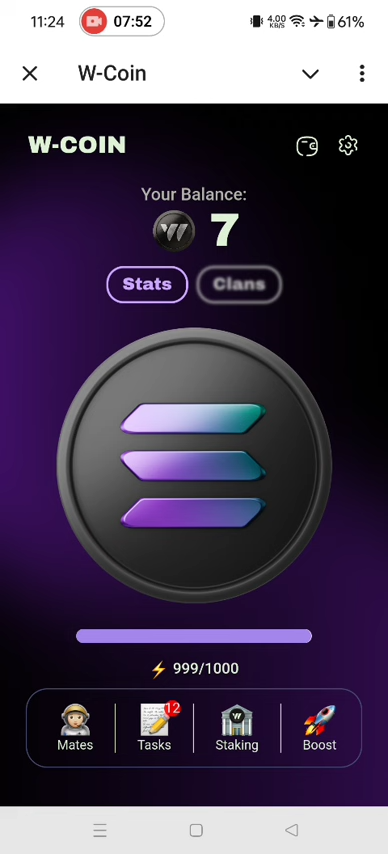 11:24 07:52 4.00 KB/S 61%
W-Coin
W-COIN
Your Balance:
7
Stats Clans
⚡ 999/1000
12
Mates Tasks Staking Boost